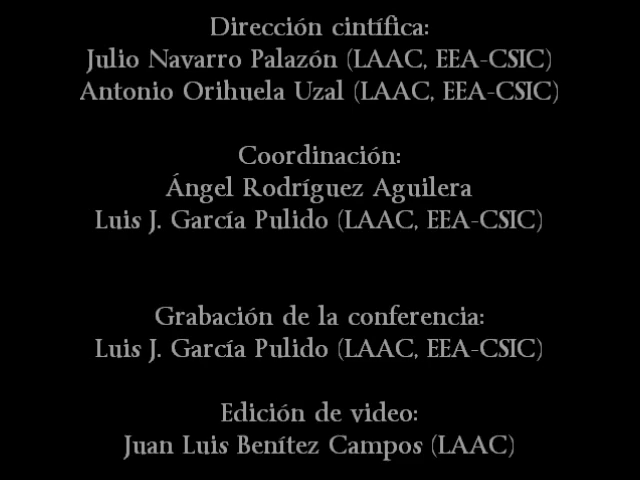 Dirección cintífica:
Julio Navarro Palazón (LAAC, EEA-CSIC)
Antonio Orihuela Uzal (LAAC, EEA-CSIC)
Coordinación:
Ángel Rodríguez Aguilera
Luis J. García Pulido (LAAC, EEA-CSIC)
Grabación de la conferencia:
Luis J. García Pulido (LAAC, EEA-CSIC)
Edición de video:
Juan Luis Benítez Campos (LAAC)